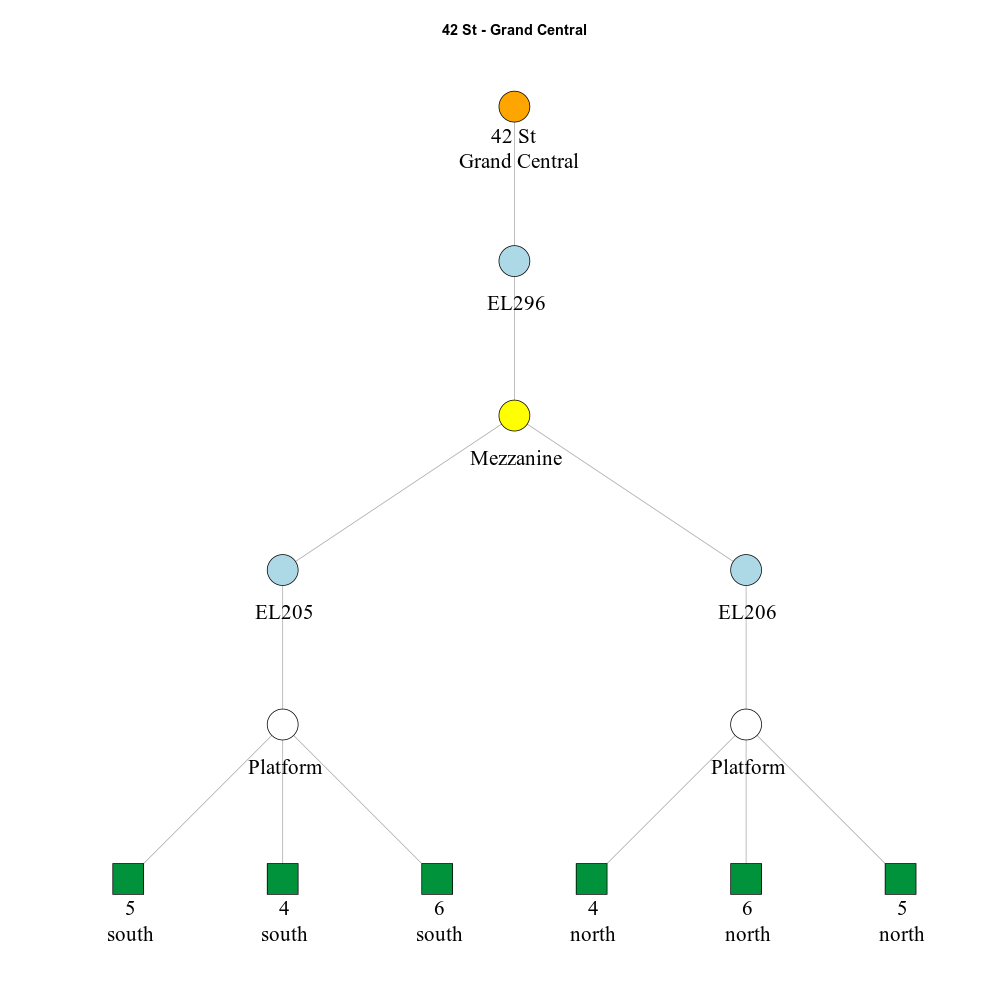 42 St - Grand Central
42 St
Grand Central
EL296
Mezzanine
EL205
EL206
Platform
Platform
5
south
4
south
6
south
4
north
6
north
5
north